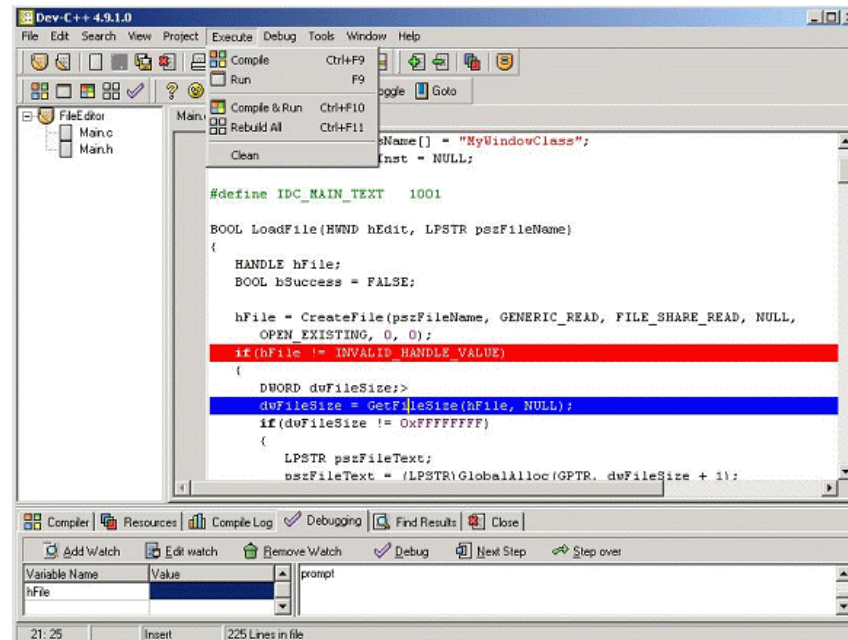 Dev-C++ 4.9.1.0
File Edit Search View Project Execute Debug Tools Window Help
Compile Ctrl+F9
Run F9
Compile & Run Ctrl+F10
Rebuild All Ctrl+F11
Clean
Goto
FileEditor
Main.c
Main.h
sName[] = "MyWindowClass";
Inst = NULL;
#define IDC_MAIN_TEXT 1001
BOOL LoadFile(HWND hEdit, LPSTR pszFileName)
{
HANDLE hFile;
BOOL bSuccess = FALSE;
hFile = CreateFile(pszFileName, GENERIC_READ, FILE_SHARE_READ, NULL,
OPEN_EXISTING, 0, 0);
if(hFile != INVALID_HANDLE_VALUE)
{
DWORD dwFileSize;>
dwFileSize = GetFileSize(hFile, NULL);
if(dwFileSize != 0xFFFFFFFF)
{
LPSTR pszFileText;
pszFileText = (LPSTR)GlobalAlloc(GPTR, dwFileSize + 1);
Compiler Resources Compile Log Debugging Find Results Close
Add Watch Edit watch Remove Watch Debug Next Step Step over
Variable Name Value
hFile
prompt
21: 25 Insert 225 Lines in file